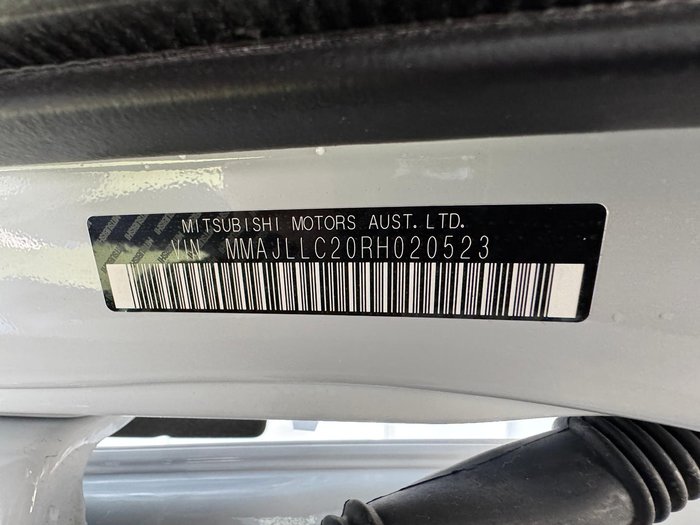 MITSUBISHI MOTORS AUST. LTD.
VIN MMAJLLC20RH020523